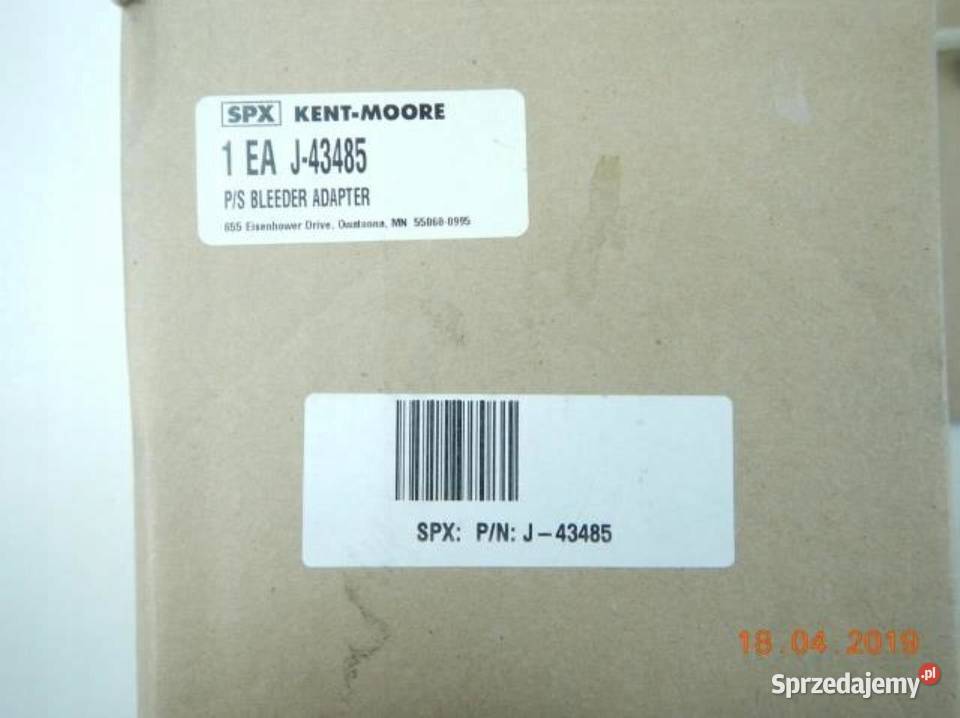 SPX KENT-MOORE
1 EA J-43485
P/S BLEEDER ADAPTER
655 Eisenhower Drive, Owatonna, MN 55060-0995
SPX: P/N: J-43485
18.04.2019
Sprzedajemy.pl